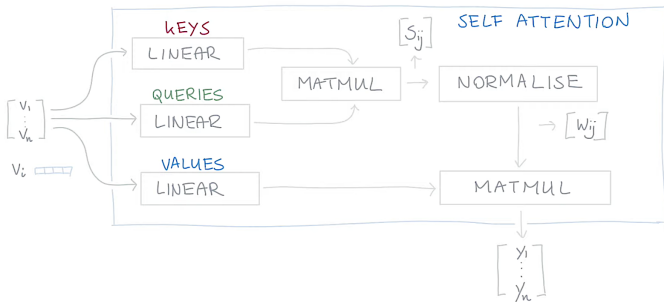 SELF ATTENTION
KEYS
LINEAR
QUERIES
LINEAR
VALUES
LINEAR
MATMUL
[Sij]
NORMALISE
[Wij]
MATMUL
V1
⋮
Vn
Vi
y1
⋮
yn